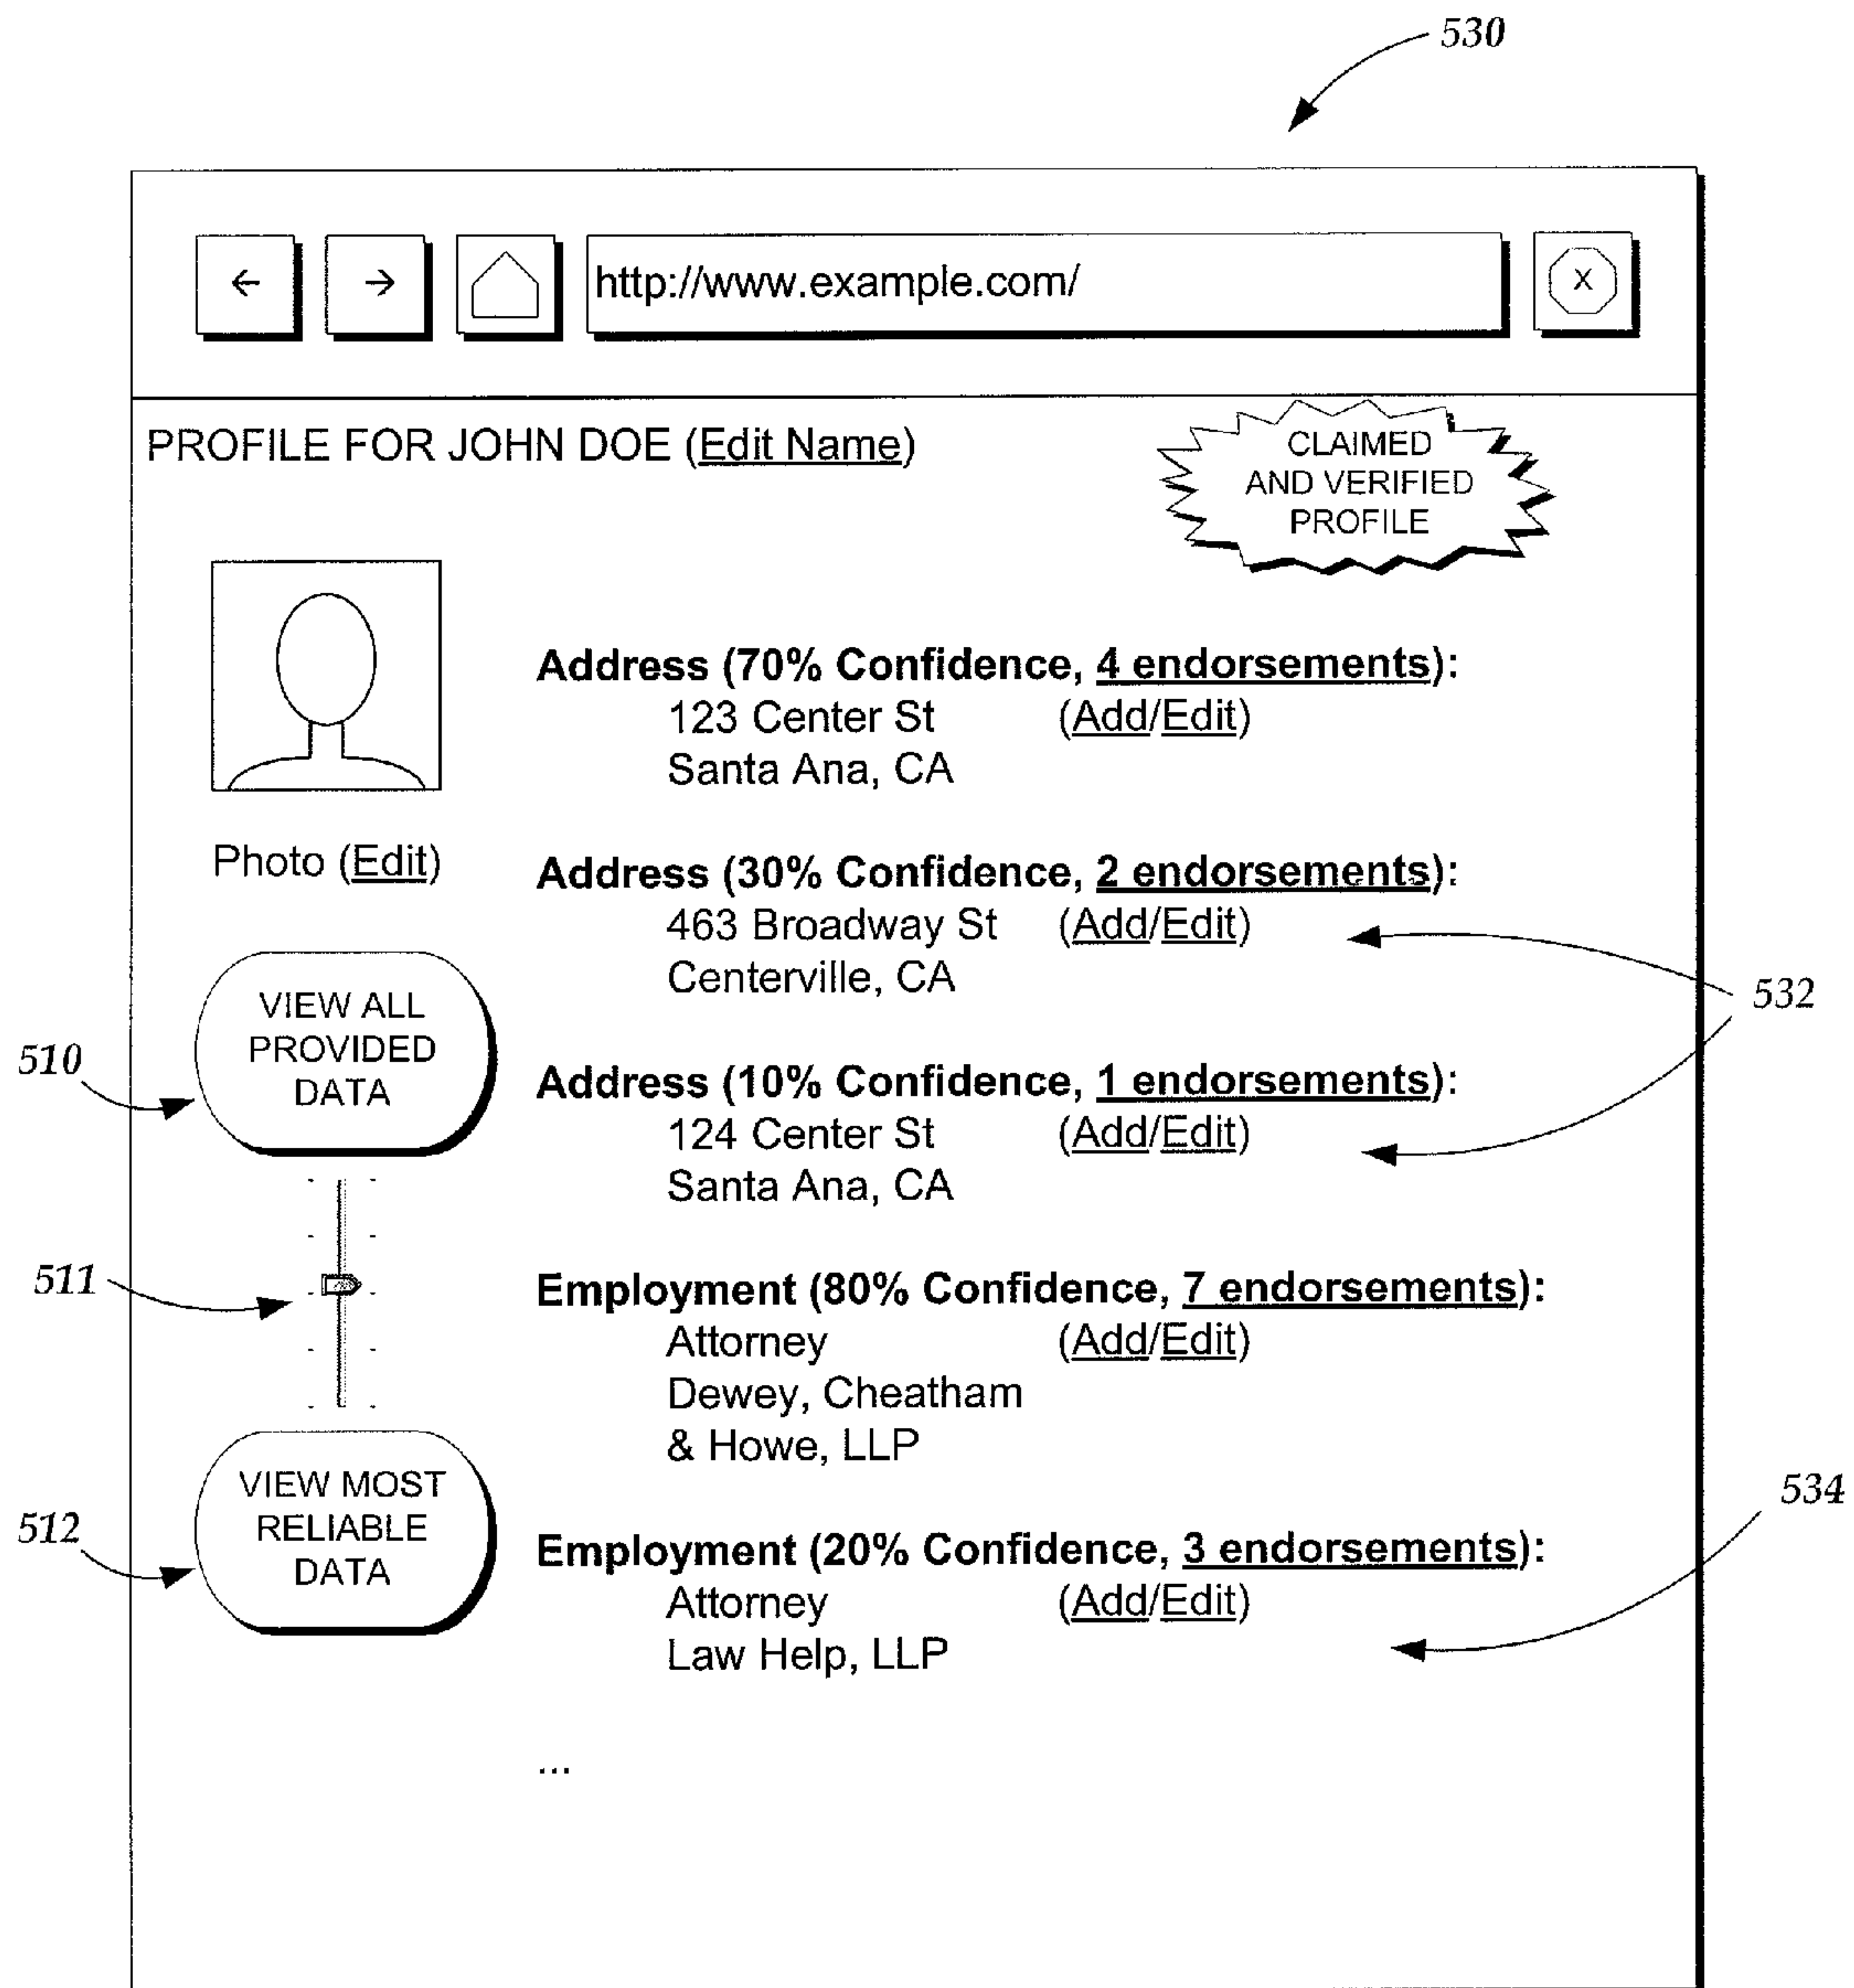 530
← → http://www.example.com/ X
PROFILE FOR JOHN DOE (Edit Name)
CLAIMED
AND VERIFIED
PROFILE
Address (70% Confidence, 4 endorsements):
123 Center St (Add/Edit)
Santa Ana, CA
Photo (Edit)
Address (30% Confidence, 2 endorsements):
463 Broadway St (Add/Edit)
Centerville, CA
532
VIEW ALL
PROVIDED
DATA
510
Address (10% Confidence, 1 endorsements):
124 Center St (Add/Edit)
Santa Ana, CA
511
Employment (80% Confidence, 7 endorsements):
Attorney (Add/Edit)
Dewey, Cheatham
& Howe, LLP
VIEW MOST
RELIABLE
DATA
512
534
Employment (20% Confidence, 3 endorsements):
Attorney (Add/Edit)
Law Help, LLP
...